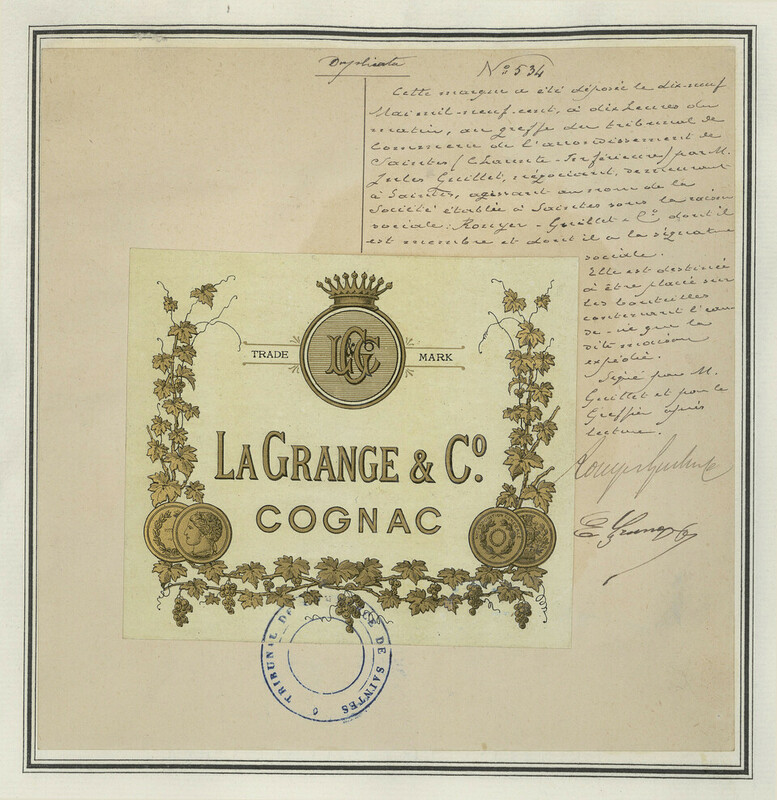 Duplicata
N° 534
Cette marque a été déposée le dix-neuf
Mai mil-neuf-cent, à dix heures du
matin, au greffe du tribunal de
Commerce de l'arrondissement de
Saintes (Charente-Inférieure) par M.
Jules Guillet, négociant, demeurant
à Saintes, agissant au nom de la
Société établie à Saintes sous la raison
sociale: Rouyer-Guillet & Cie dont il
est membre et dont il a la signature
sociale.
Elle est destinée
à être placée sur
les bouteilles
contenant l'eau
de-vie que la
dite maison
expédie.
Signé par M.
Guillet et par le
Greffier après
lecture.
Rouyer Guillet & Co
TRADE MARK
L&GC
LA GRANGE & Cº.
COGNAC
TRIBUNAL DE COMMERCE DE SAINTES